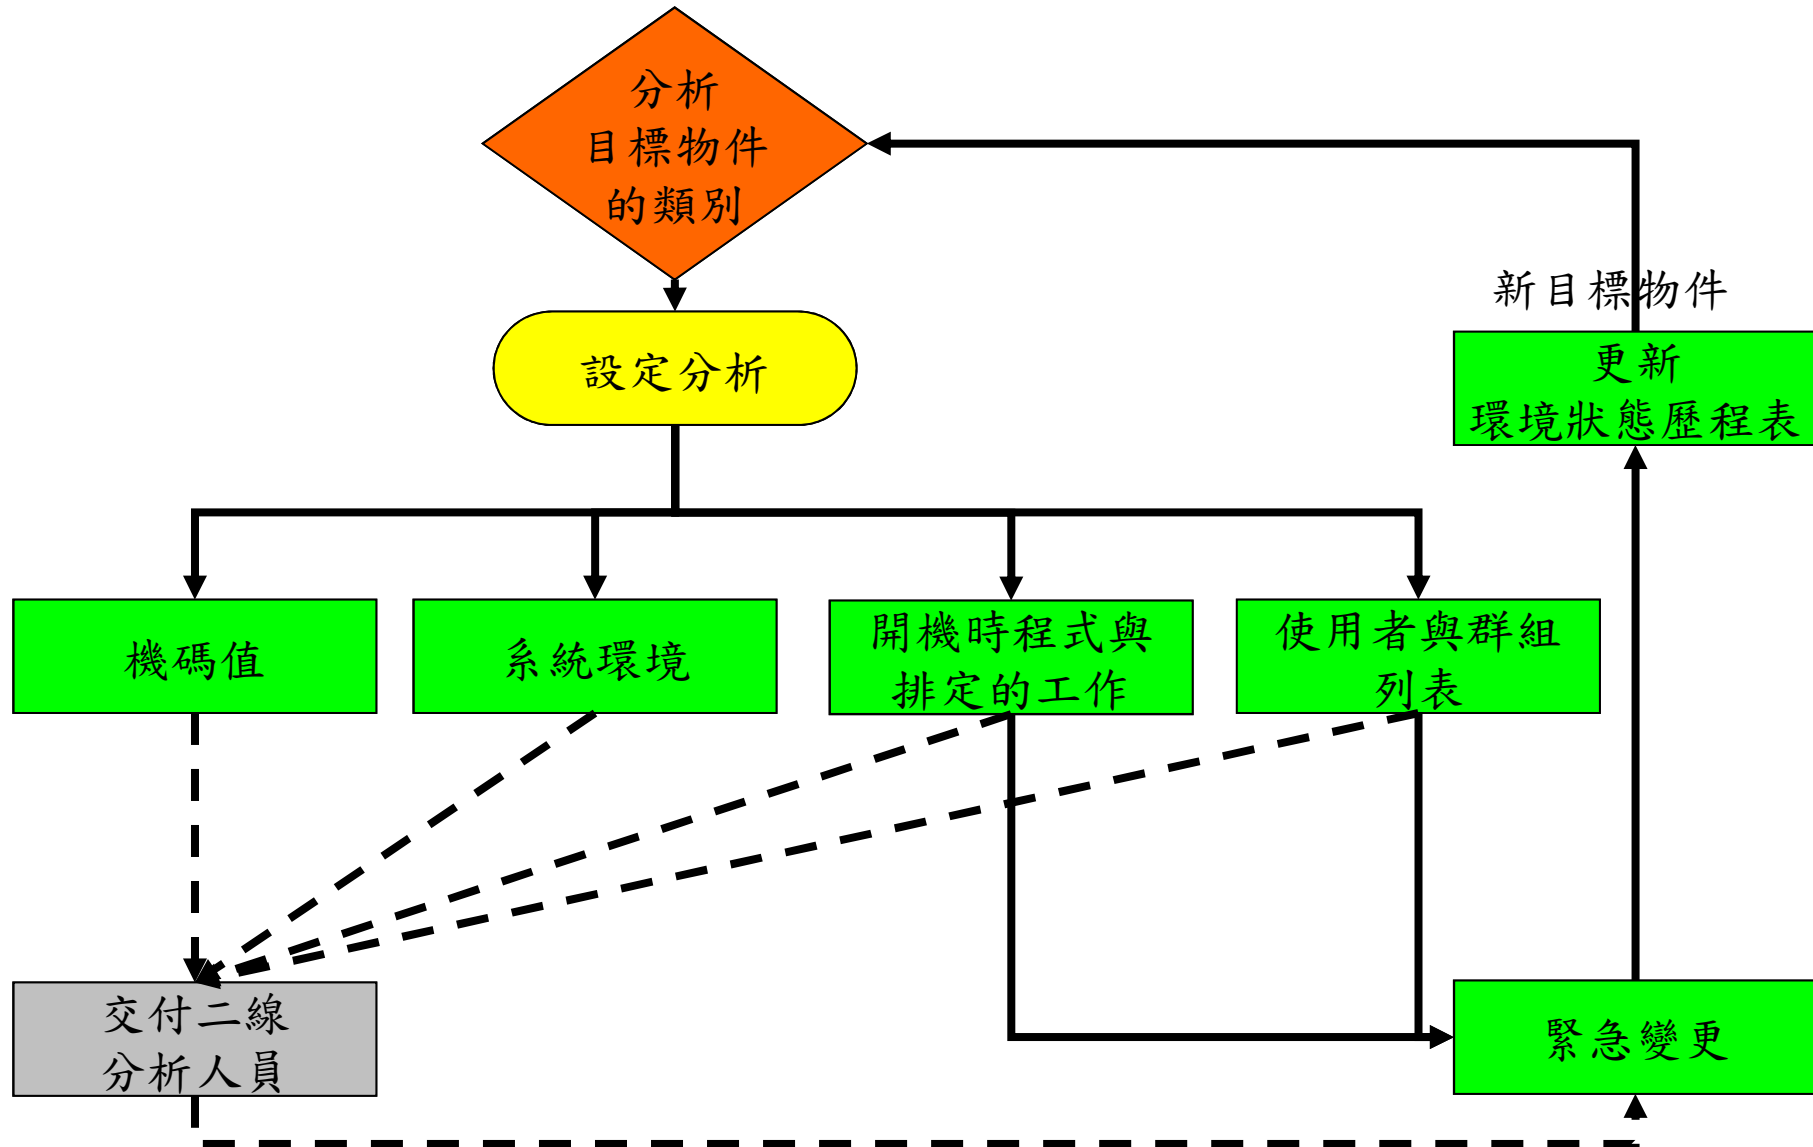 分析
目標物件
的類別
新目標物件
設定分析
更新
環境狀態歷程表
機碼值
系統環境
開機時程式與
排定的工作
使用者與群組
列表
交付二線
分析人員
緊急變更